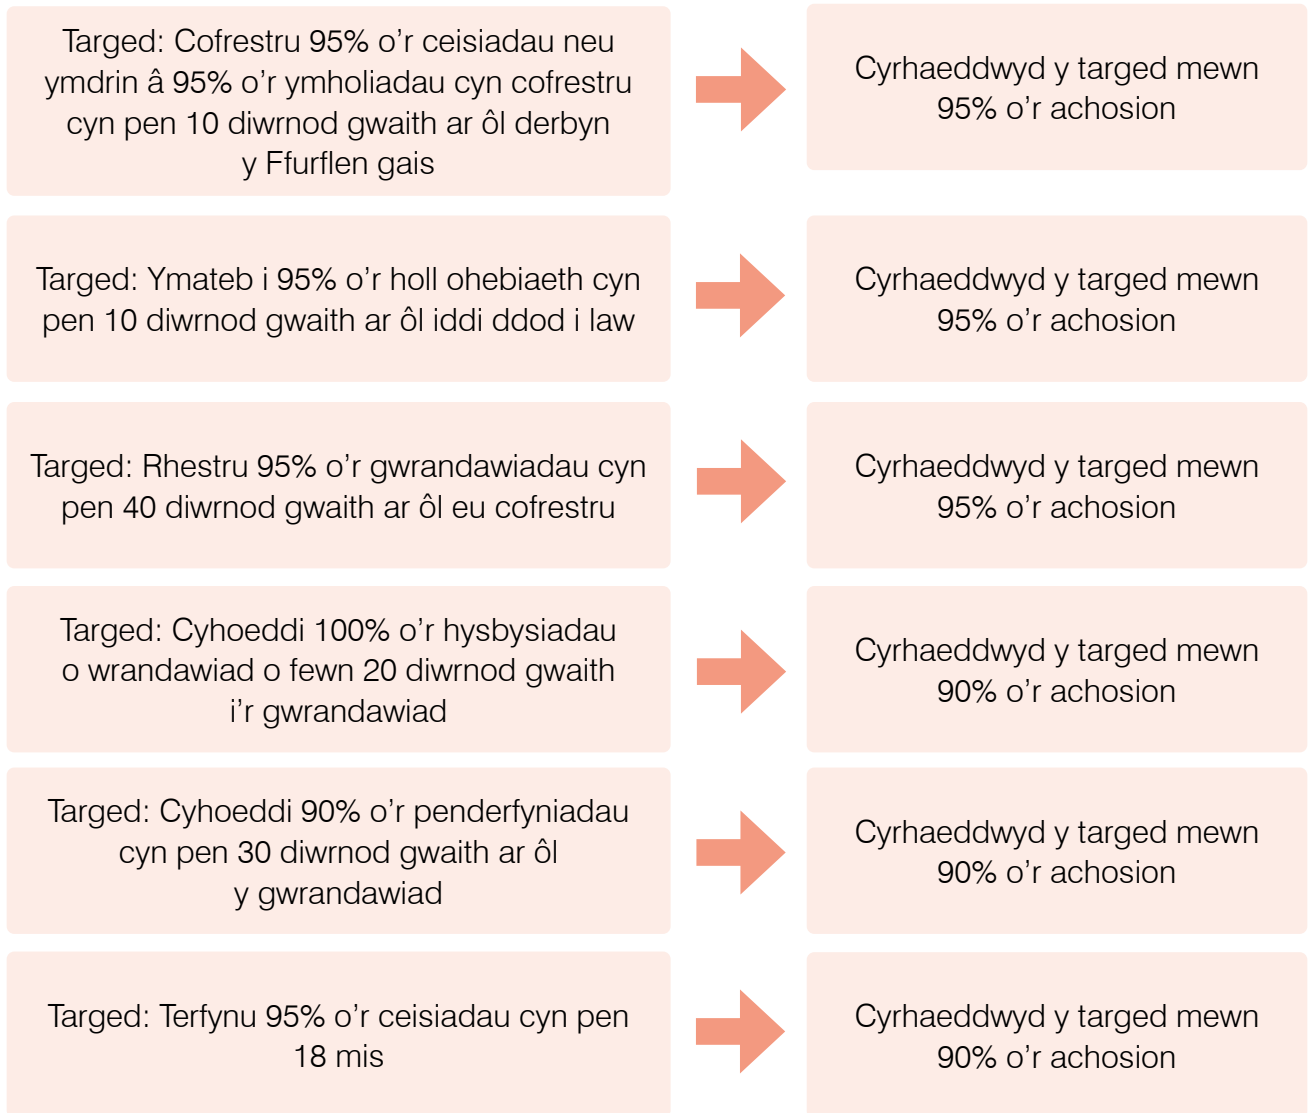 Targed: Cofrestru 95% o’r ceisiadau neu
ymdrin â 95% o’r ymholiadau cyn cofrestru
cyn pen 10 diwrnod gwaith ar ôl derbyn
y Ffurflen gais
Cyrhaeddwyd y targed mewn
95% o’r achosion
Targed: Ymateb i 95% o’r holl ohebiaeth cyn
pen 10 diwrnod gwaith ar ôl iddi ddod i law
Cyrhaeddwyd y targed mewn
95% o’r achosion
Targed: Rhestru 95% o’r gwrandawiadau cyn
pen 40 diwrnod gwaith ar ôl eu cofrestru
Cyrhaeddwyd y targed mewn
95% o’r achosion
Targed: Cyhoeddi 100% o’r hysbysiadau
o wrandawiad o fewn 20 diwrnod gwaith
i’r gwrandawiad
Cyrhaeddwyd y targed mewn
90% o’r achosion
Targed: Cyhoeddi 90% o’r penderfyniadau
cyn pen 30 diwrnod gwaith ar ôl
y gwrandawiad
Cyrhaeddwyd y targed mewn
90% o’r achosion
Targed: Terfynu 95% o’r ceisiadau cyn pen
18 mis
Cyrhaeddwyd y targed mewn
90% o’r achosion